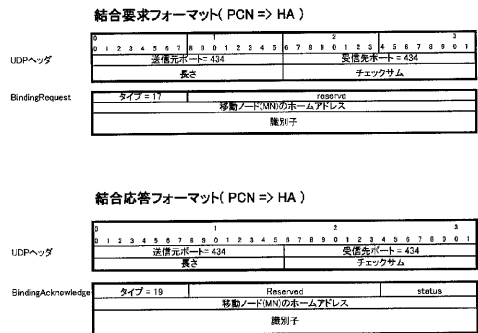 結合要求フォーマット( PCN => HA )
0 1 2 3
0 1 2 3 4 5 6 7 8 9 0 1 2 3 4 5 6 7 8 9 0 1 2 3 4 5 6 7 8 9 0 1
UDPヘッダ 送信元ポート= 434 受信先ポート= 434
長さ チェックサム
BindingRequest タイプ = 17 reserve
移動ノード(MN)のホームアドレス
識別子
結合応答フォーマット( PCN => HA )
0 1 2 3
0 1 2 3 4 5 6 7 8 9 0 1 2 3 4 5 6 7 8 9 0 1 2 3 4 5 6 7 8 9 0 1
UDPヘッダ 送信元ポート= 434 受信先ポート = 434
長さ チェックサム
BindingAcknowledge タイプ = 19 Reserved status
移動ノード(MN)のホームアドレス
識別子